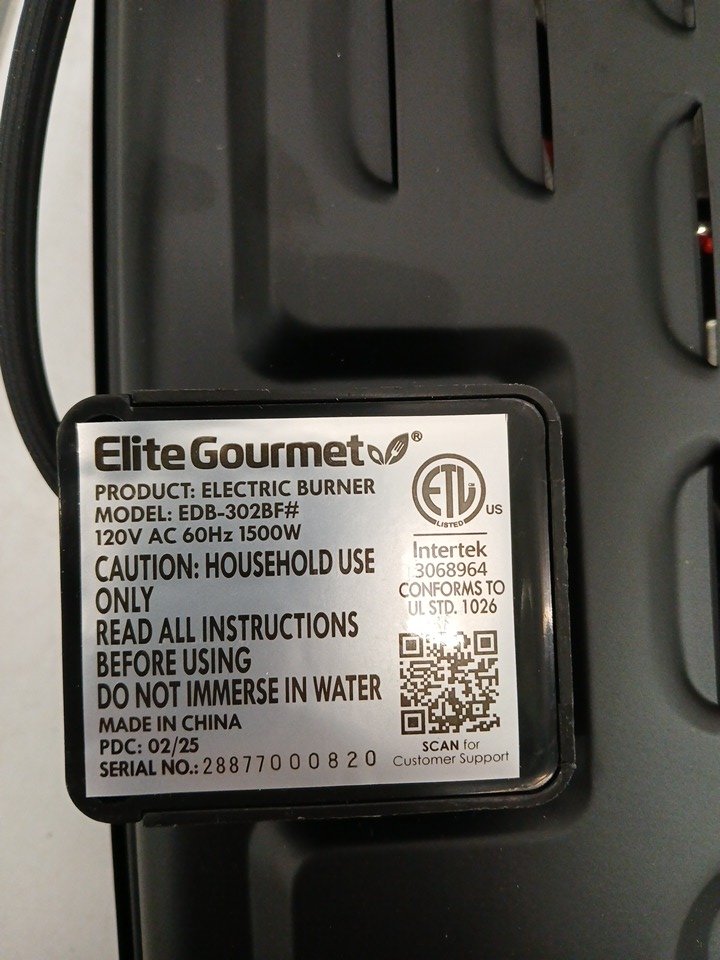 Elite Gourmet®
PRODUCT: ELECTRIC BURNER
MODEL: EDB-302BF#
120V AC 60Hz 1500W
CAUTION: HOUSEHOLD USE
ONLY
READ ALL INSTRUCTIONS
BEFORE USING
DO NOT IMMERSE IN WATER
MADE IN CHINA
PDC: 02/25
SERIAL NO.: 28877000820
ETL
CM
LISTED
US
Intertek
3068964
CONFORMS TO
UL STD. 1026
SCAN for
Customer Support